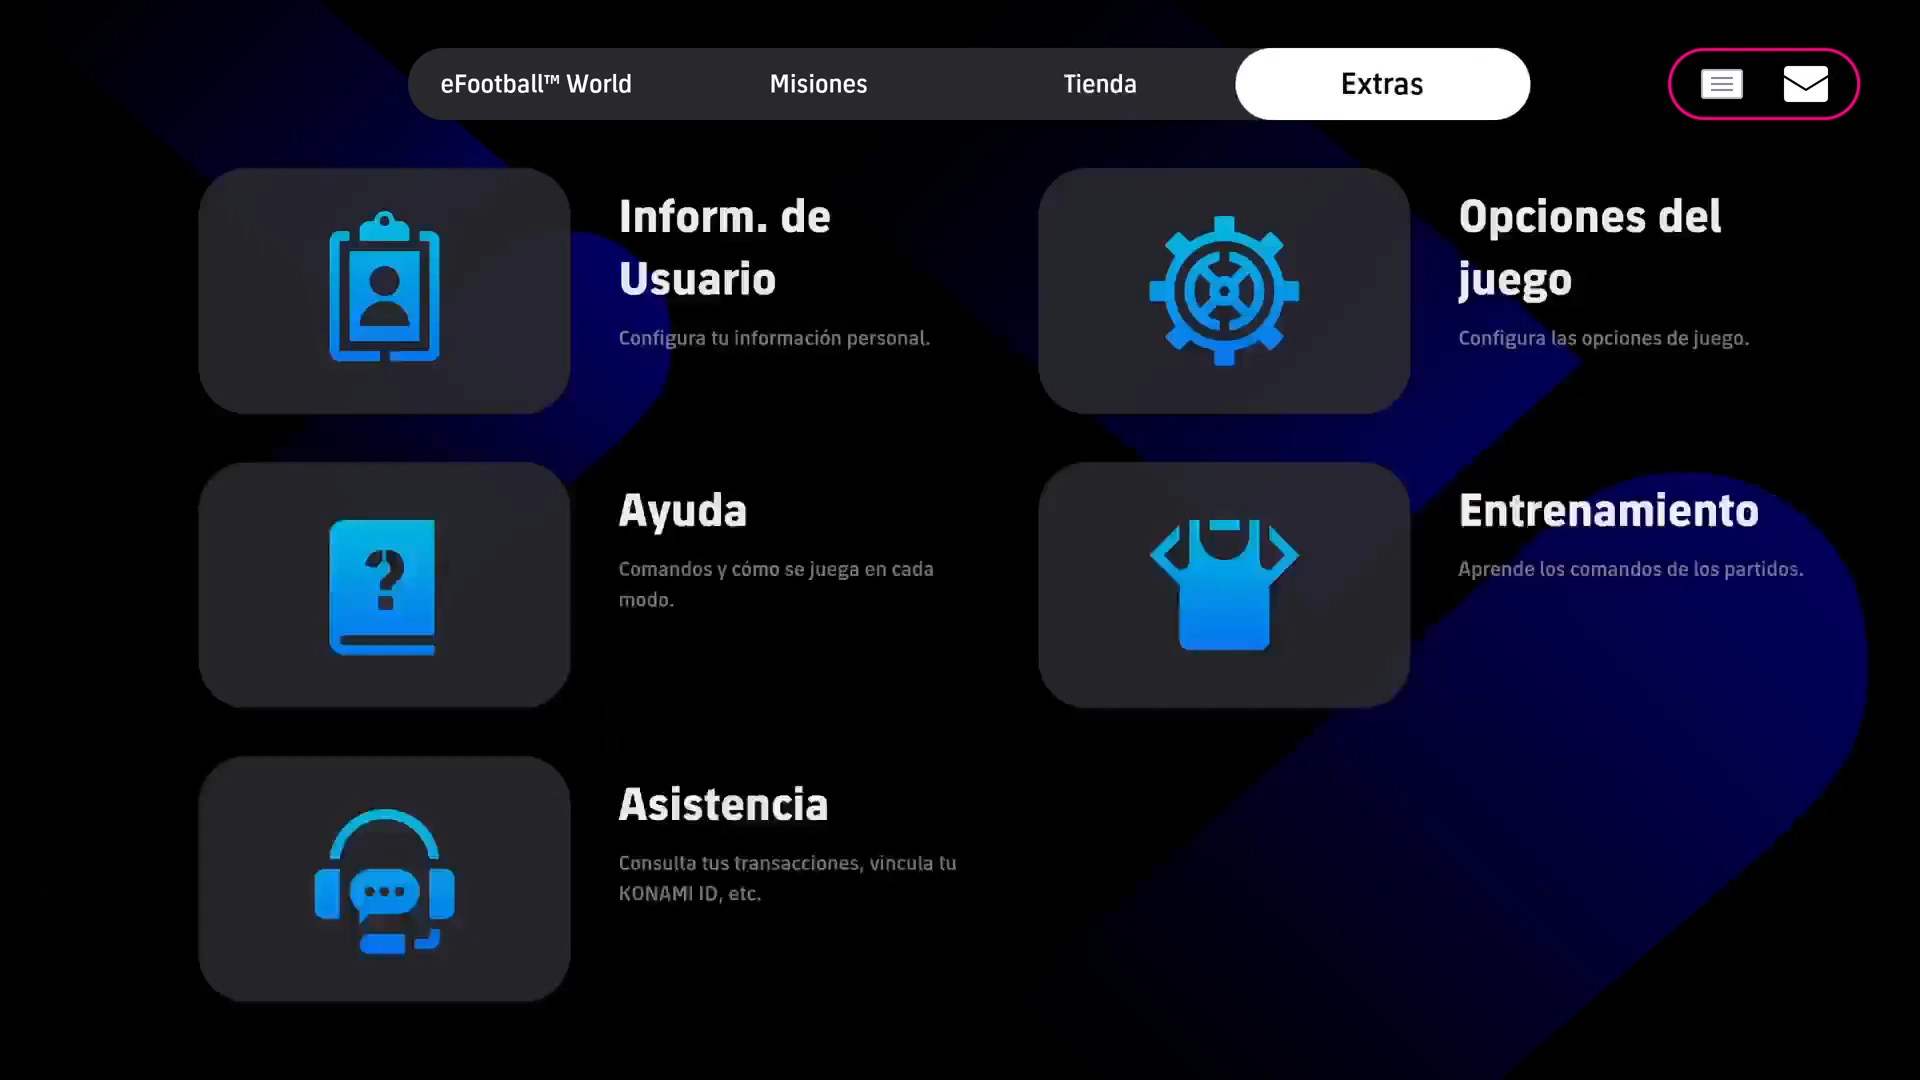 eFootball™ World
Misiones
Tienda
Extras
Inform. de
Usuario
Configura tu información personal.
Opciones del
juego
Configura las opciones de juego.
Ayuda
Comandos y cómo se juega en cada
modo.
Entrenamiento
Aprende los comandos de los partidos.
Asistencia
Consulta tus transacciones, vincula tu
KONAMI ID, etc.